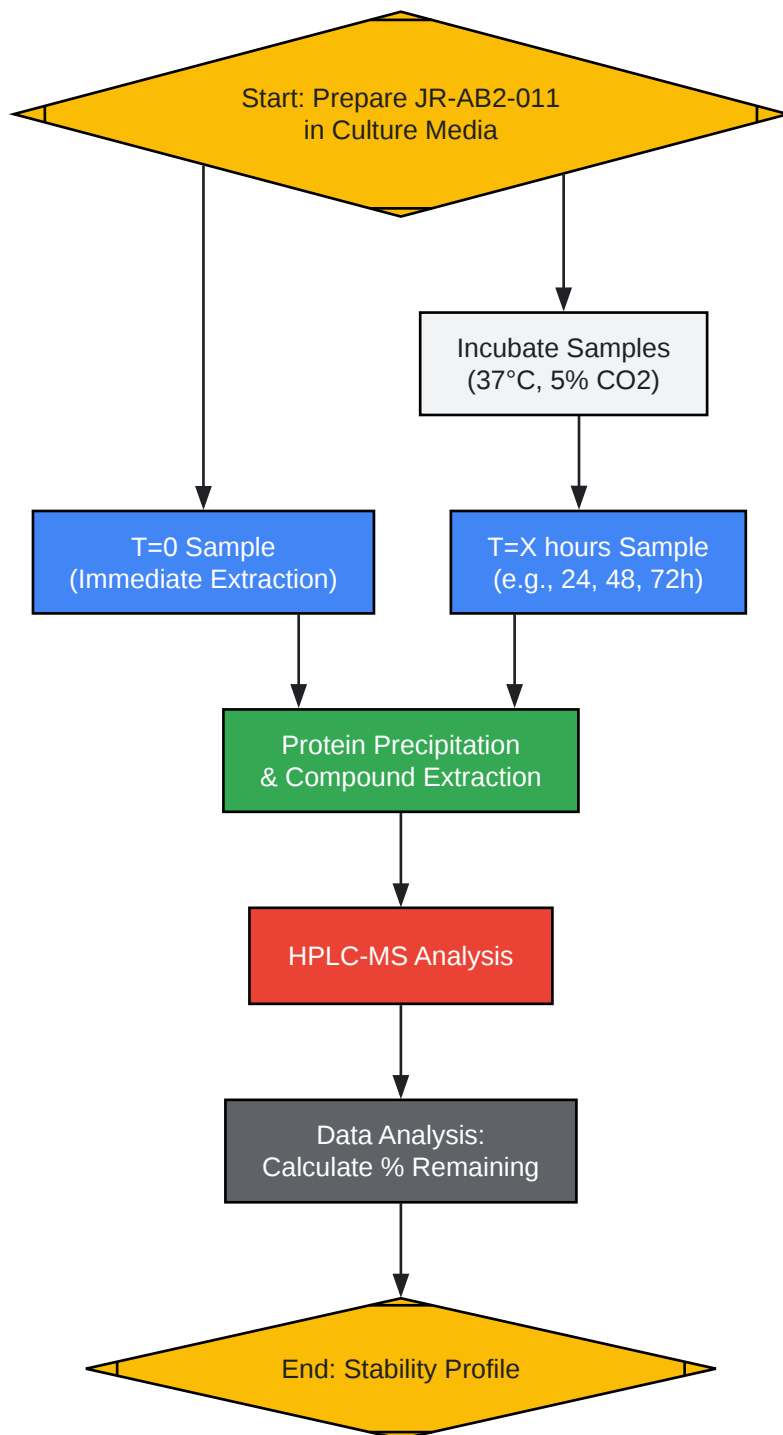 Start: Prepare JR-AB2-011
in Culture Media
Incubate Samples
(37°C, 5% CO2)
T=0 Sample
(Immediate Extraction)
T=X hours Sample
(e.g., 24, 48, 72h)
Protein Precipitation
& Compound Extraction
HPLC-MS Analysis
Data Analysis:
Calculate % Remaining
End: Stability Profile